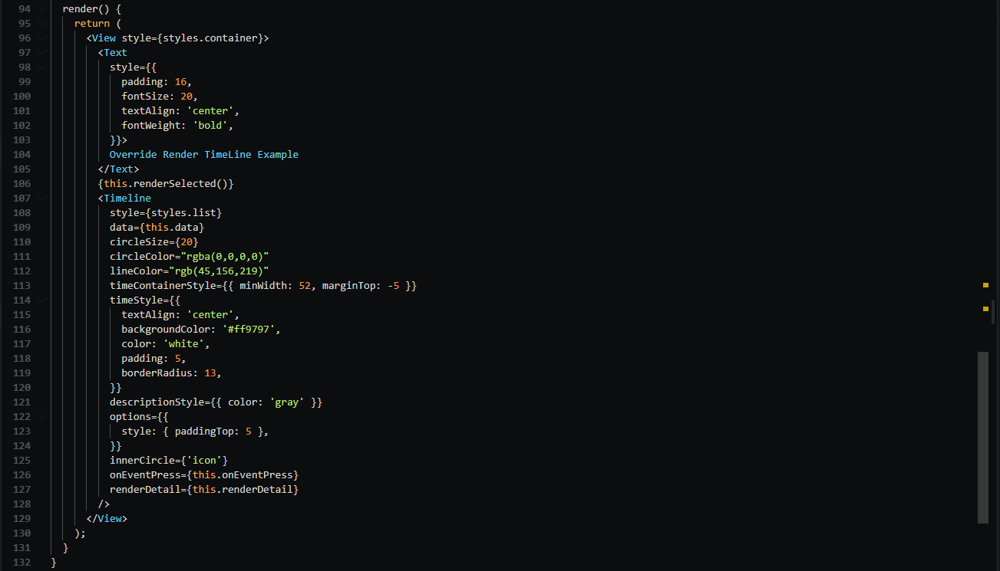 94 render() {
95 return (
96 <View style={styles.container}>
97 <Text
98 style={{
99 padding: 16,
100 fontSize: 20,
101 textAlign: 'center',
102 fontWeight: 'bold',
103 }}>
104 Override Render TimeLine Example
105 </Text>
106 {this.renderSelected()}
107 <Timeline
108 style={styles.list}
109 data={this.data}
110 circleSize={20}
111 circleColor="rgba(0,0,0,0)"
112 lineColor="rgb(45,156,219)"
113 timeContainerStyle={{ minWidth: 52, marginTop: -5 }}
114 timeStyle={{
115 textAlign: 'center',
116 backgroundColor: '#ff9797',
117 color: 'white',
118 padding: 5,
119 borderRadius: 13,
120 }}
121 descriptionStyle={{ color: 'gray' }}
122 options={{
123 style: { paddingTop: 5 },
124 }}
125 innerCircle={'icon'}
126 onEventPress={this.onEventPress}
127 renderDetail={this.renderDetail}
128 />
129 </View>
130 );
131 }
132 }